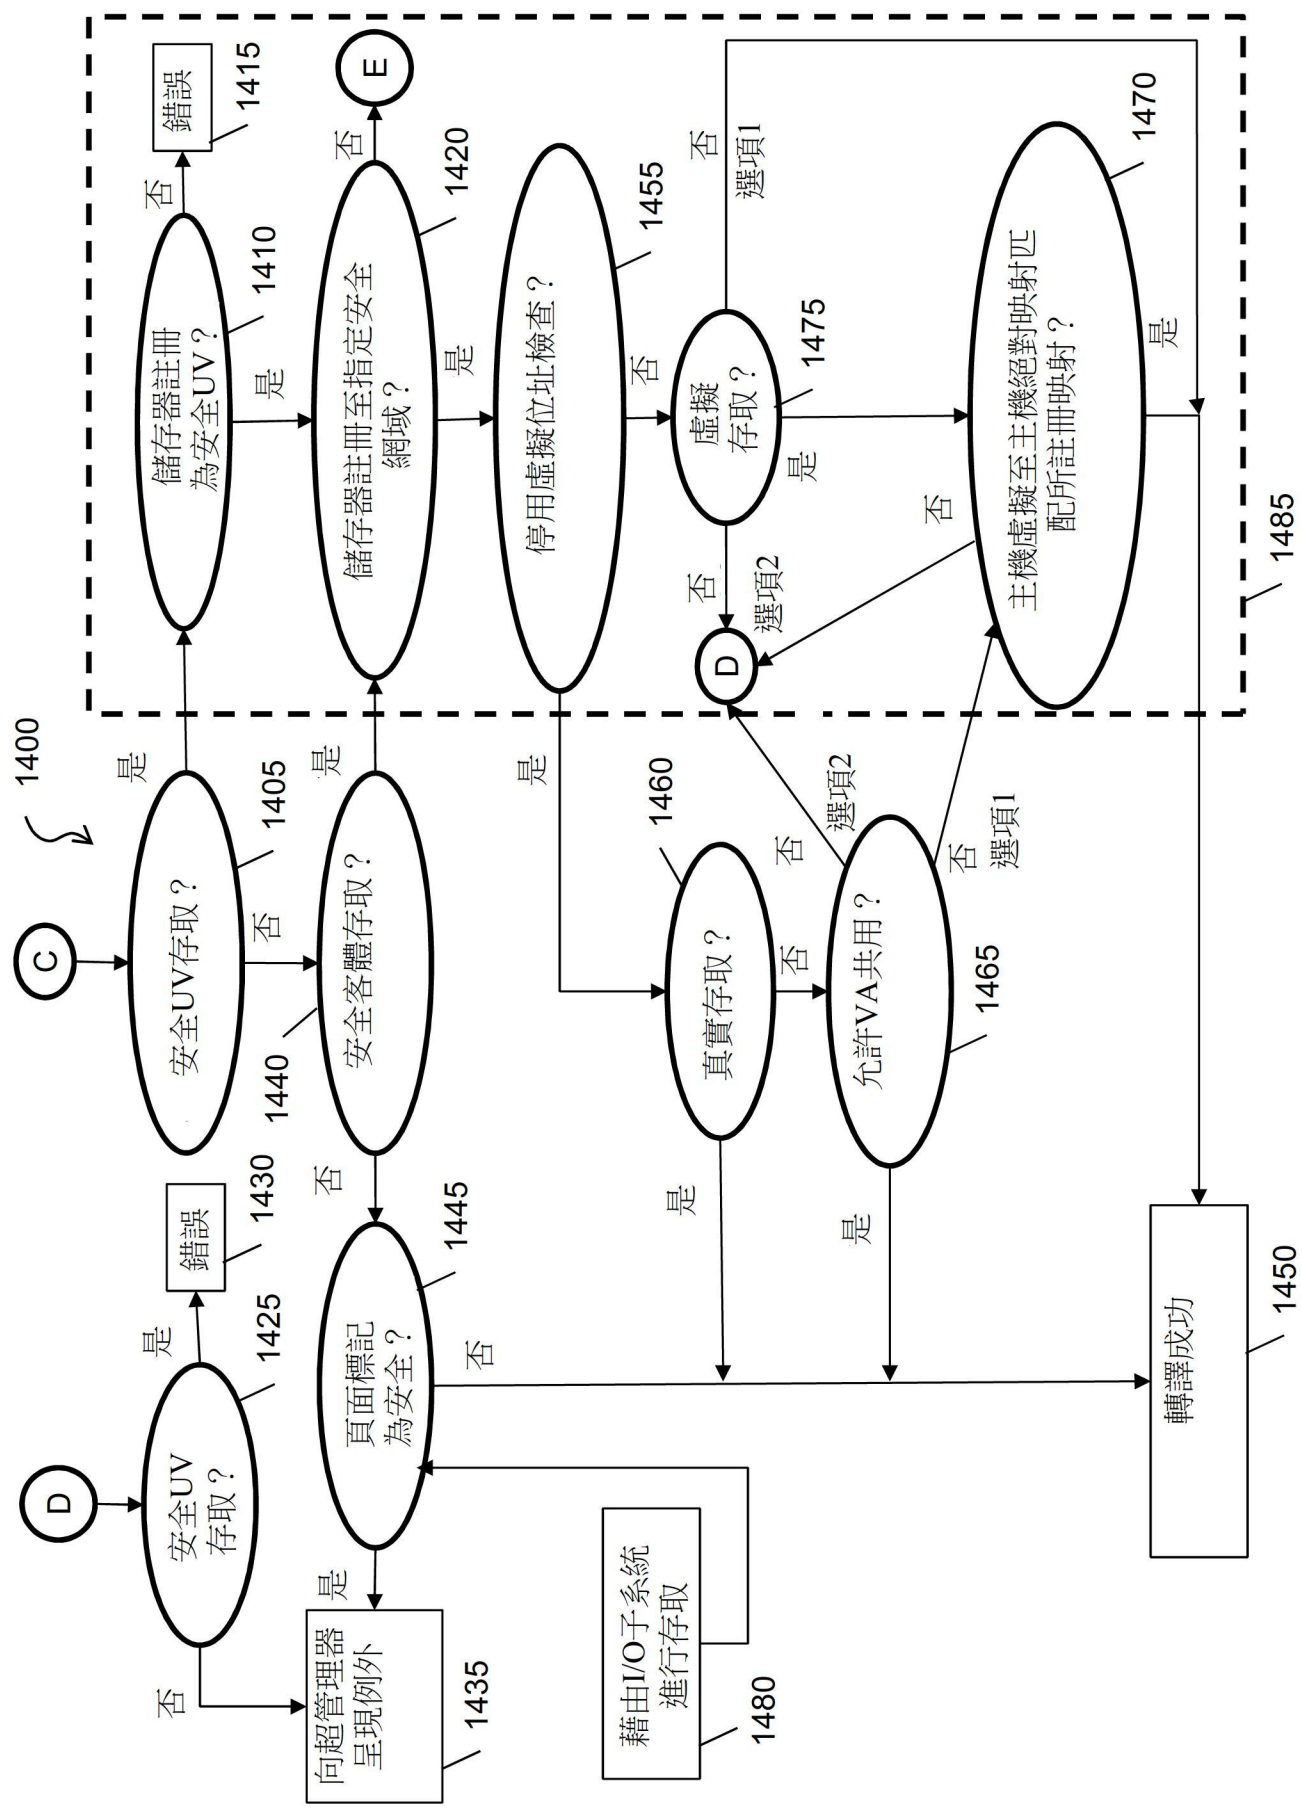 1400
C
D
安全UV存取？
1405
是
否
儲存器註冊
為安全UV？
1410
否
是
錯誤
1415
安全UV
存取？
1425
是
否
錯誤
1430
向超管理器
呈現例外
1435
是
頁面標記
為安全？
1445
否
否
安全客體存取？
1440
是
儲存器註冊至指定安全
網域？
1420
否
E
是
停用虛擬位址檢查？
1455
是
否
真實存取？
1460
是
否
虛擬
存取？
1475
否
選項1
否
選項2
D
是
允許VA共用？
1465
是
否
選項2
否
選項1
主機虛擬至主機絕對映射匹
配所註冊映射？
1470
否
是
藉由I/O子系統
進行存取
1480
轉譯成功
1450
1485